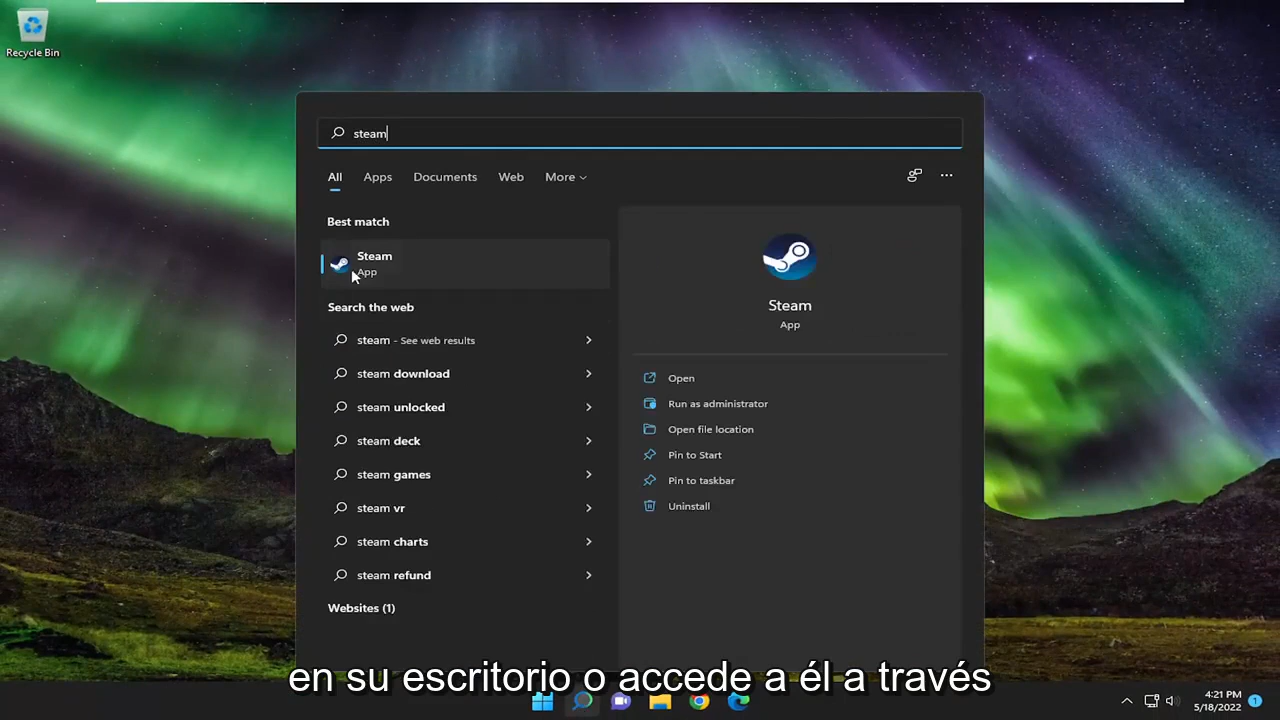 Recycle Bin
steam
All Apps Documents Web More
Best match
Steam
App
Search the web
steam - See web results
steam download
steam unlocked
steam deck
steam games
steam vr
steam charts
steam refund
Websites (1)
Steam
App
Open
Run as administrator
Open file location
Pin to Start
Pin to taskbar
Uninstall
en su escritorio o accede a él a través
4:21 PM
5/18/2022
1